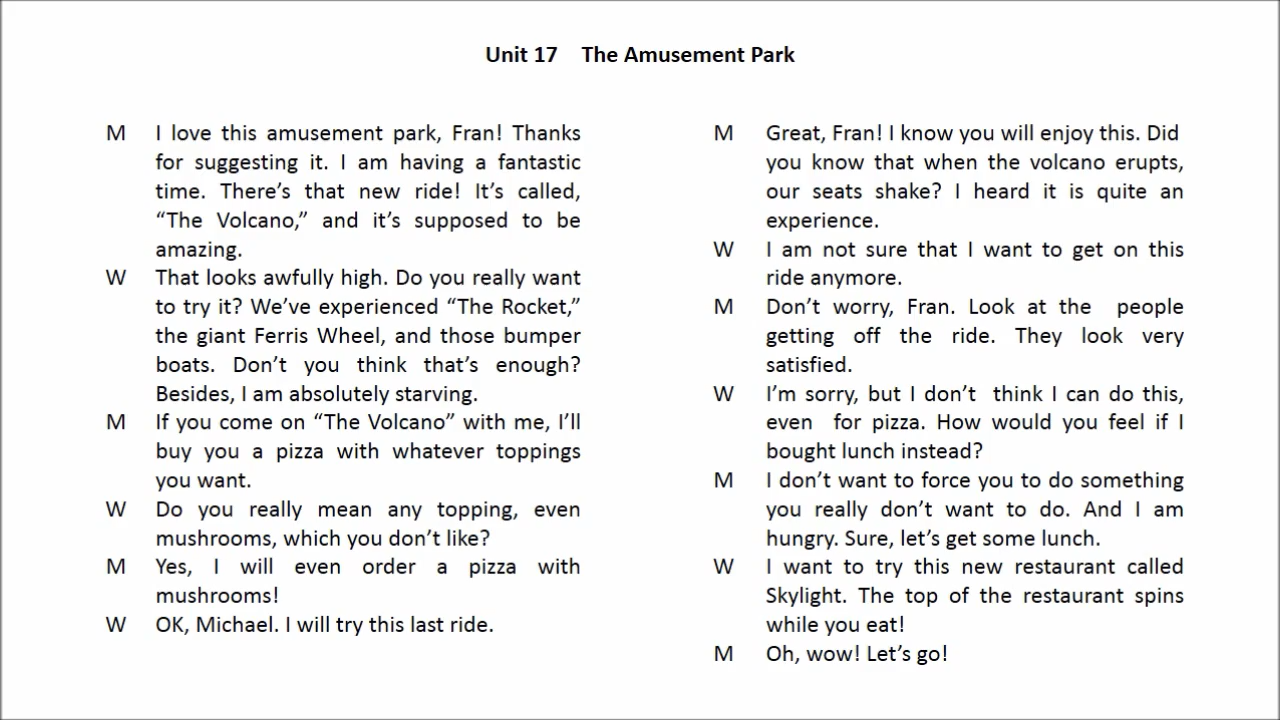 Unit 17 The Amusement Park
M I love this amusement park, Fran! Thanks
for suggesting it. I am having a fantastic
time. There’s that new ride! It’s called,
“The Volcano,” and it’s supposed to be
amazing.
W That looks awfully high. Do you really want
to try it? We’ve experienced “The Rocket,”
the giant Ferris Wheel, and those bumper
boats. Don’t you think that’s enough?
Besides, I am absolutely starving.
M If you come on “The Volcano” with me, I’ll
buy you a pizza with whatever toppings
you want.
W Do you really mean any topping, even
mushrooms, which you don’t like?
M Yes, I will even order a pizza with
mushrooms!
W OK, Michael. I will try this last ride.
M Great, Fran! I know you will enjoy this. Did
you know that when the volcano erupts,
our seats shake? I heard it is quite an
experience.
W I am not sure that I want to get on this
ride anymore.
M Don’t worry, Fran. Look at the people
getting off the ride. They look very
satisfied.
W I’m sorry, but I don’t think I can do this,
even for pizza. How would you feel if I
bought lunch instead?
M I don’t want to force you to do something
you really don’t want to do. And I am
hungry. Sure, let’s get some lunch.
W I want to try this new restaurant called
Skylight. The top of the restaurant spins
while you eat!
M Oh, wow! Let’s go!